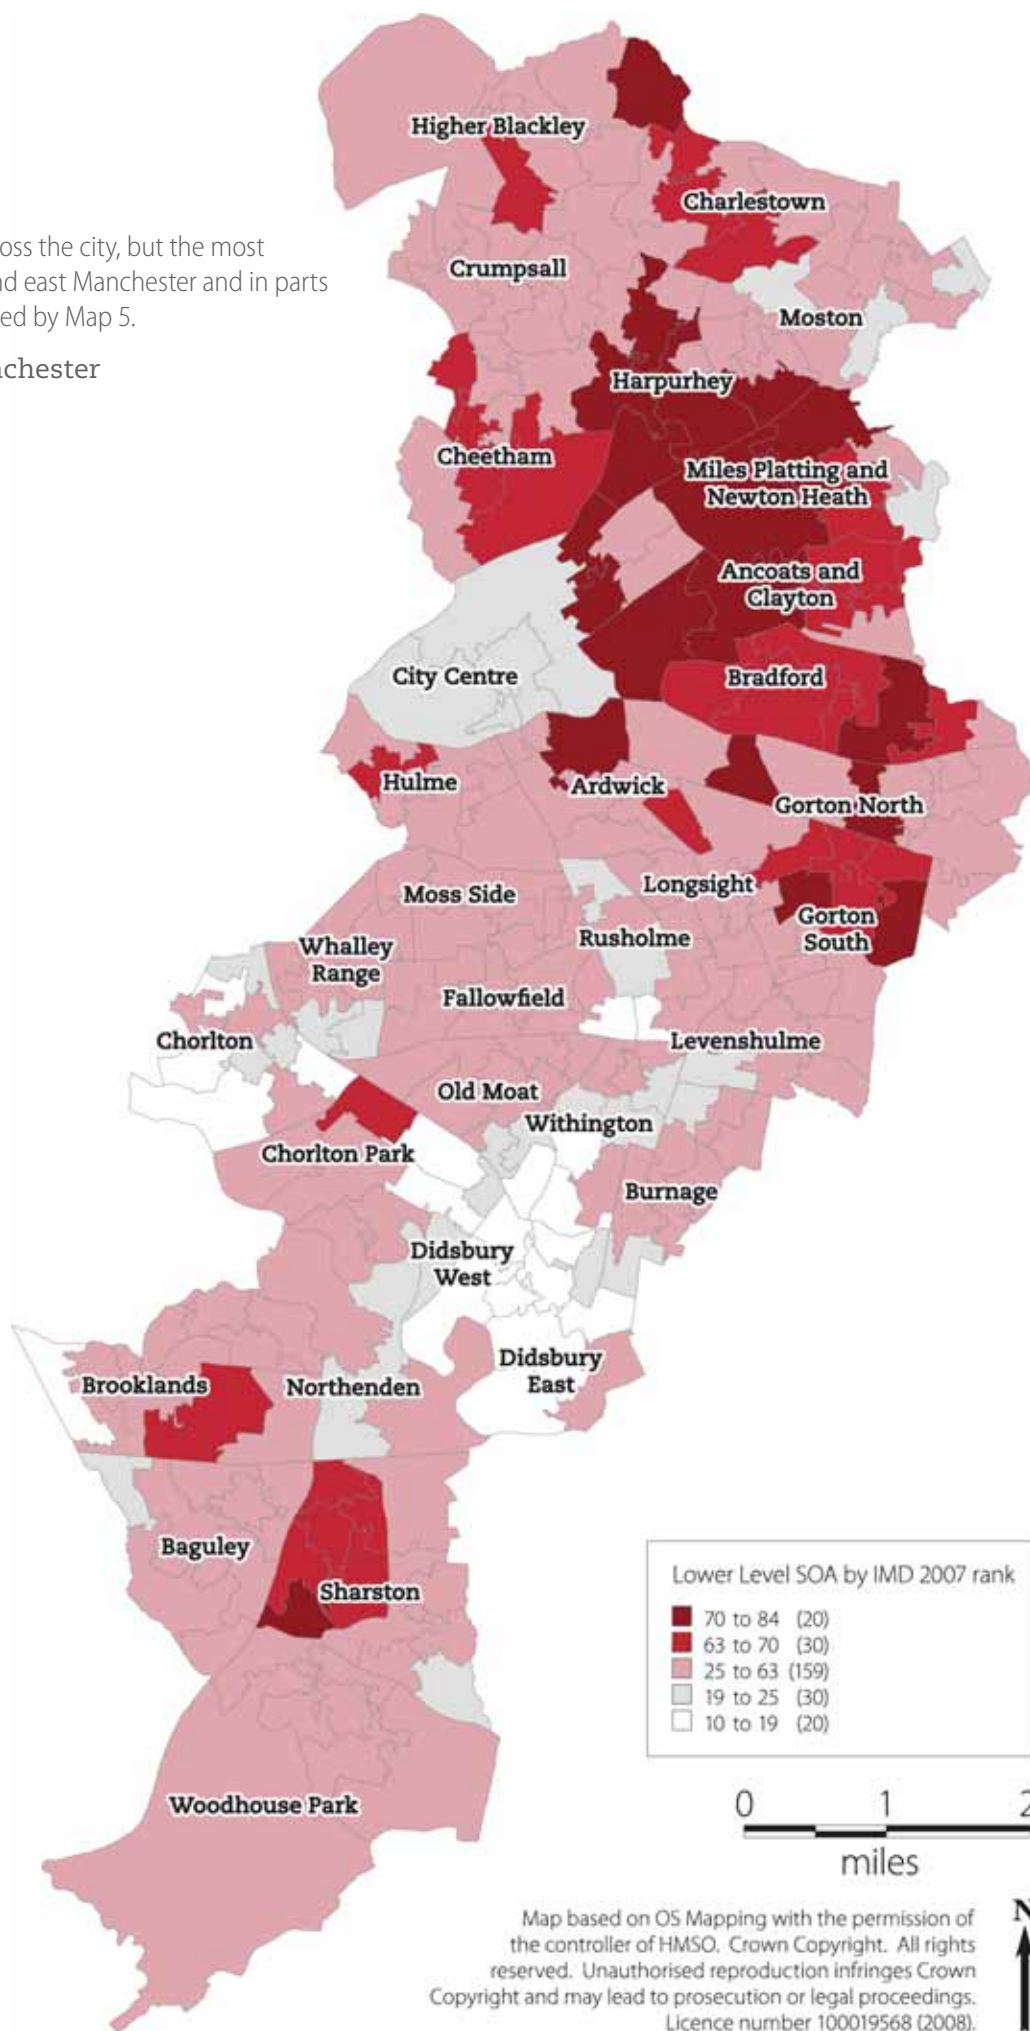 Higher Blackley
Charlestown
oss the city, but the most
nd east Manchester and in parts
ed by Map 5.
Crumpsall
Moston
chester
Harpurhey
Cheetham
Miles Platting and
Newton Heath
Ancoats and
Clayton
City Centre
Bradford
Hulme
Ardwick
Gorton North
Moss Side
Longsight
Gorton
South
Whalley
Range
Rusholme
Fallowfield
Chorlton
Levenshulme
Old Moat
Withington
Chorlton Park
Burnage
Didsbury
West
Didsbury
East
Brooklands
Northenden
Baguley
Sharston
Woodhouse Park
Lower Level SOA by IMD 2007 rank
70 to 84 (20)
63 to 70 (30)
25 to 63 (159)
19 to 25 (30)
10 to 19 (20)
0 1 2
miles
N
Map based on OS Mapping with the permission of
the controller of HMSO. Crown Copyright. All rights
reserved. Unauthorised reproduction infringes Crown
Copyright and may lead to prosecution or legal proceedings.
Licence number 100019568 (2008).